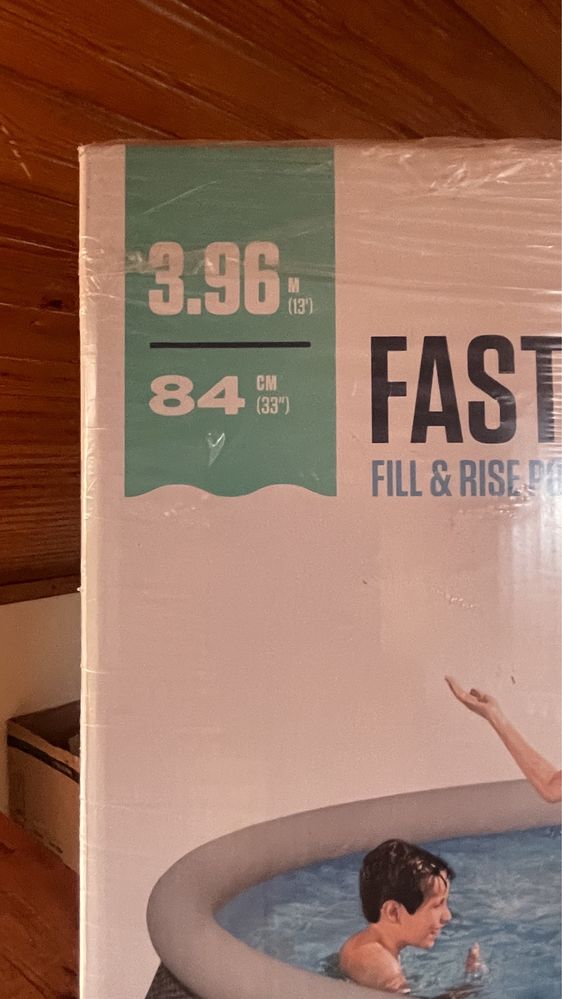 3.96 M (13')
84 CM (33")
FAST
FILL & RISE